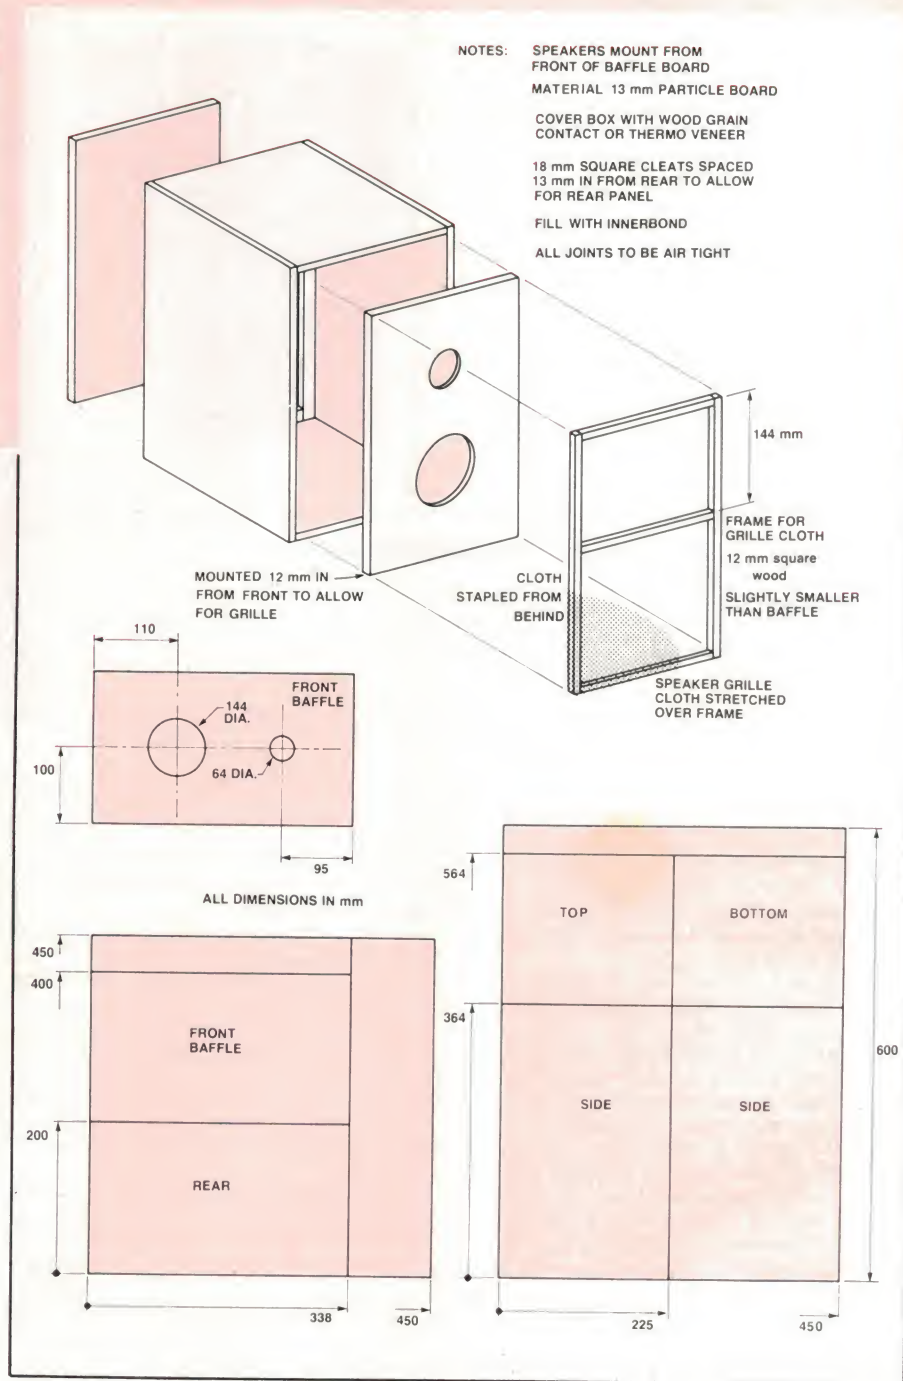 NOTES: SPEAKERS MOUNT FROM
FRONT OF BAFFLE BOARD
MATERIAL 13 mm PARTICLE BOARD
COVER BOX WITH WOOD GRAIN
CONTACT OR THERMO VENEER
18 mm SQUARE CLEATS SPACED
13 mm IN FROM REAR TO ALLOW
FOR REAR PANEL
FILL WITH INNERBOND
ALL JOINTS TO BE AIR TIGHT
144 mm
FRAME FOR
GRILLE CLOTH
12 mm square
wood
SLIGHTLY SMALLER
THAN BAFFLE
MOUNTED 12 mm IN
FROM FRONT TO ALLOW
FOR GRILLE
CLOTH
STAPLED FROM
BEHIND
SPEAKER GRILLE
CLOTH STRETCHED
OVER FRAME
110
FRONT
BAFFLE
144
DIA.
64 DIA.
100
95
ALL DIMENSIONS IN mm
450
400
FRONT
BAFFLE
200
REAR
338
450
564
TOP
BOTTOM
364
600
SIDE
SIDE
225
450